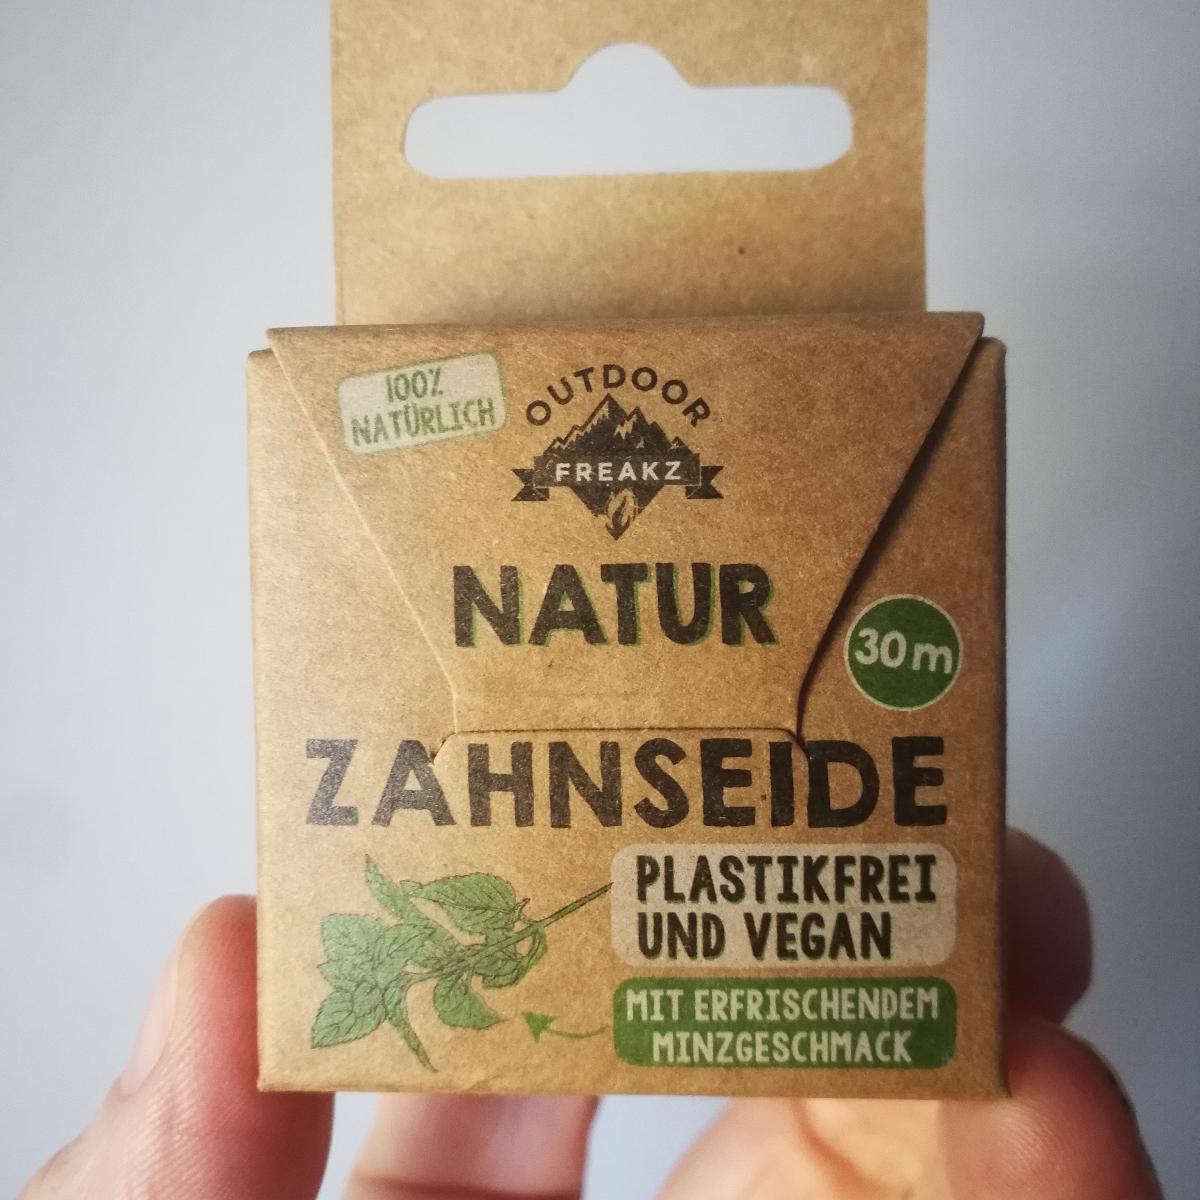 100%
NATÜRLICH
OUTDOOR
FREAKZ
NATUR
30 m
ZAHNSEIDE
PLASTIKFREI
UND VEGAN
MIT ERFRISCHENDEM
MINZGESCHMACK